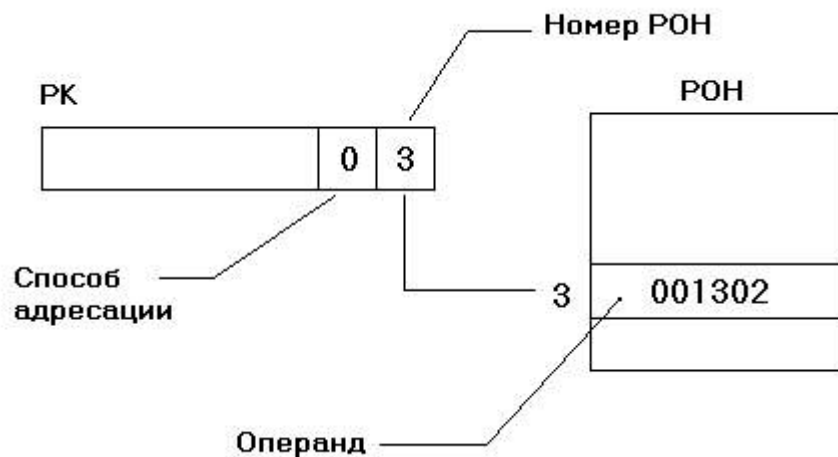 Номер РОН
РК
РОН
0 3
Способ
адресации
3
001302
Операнд